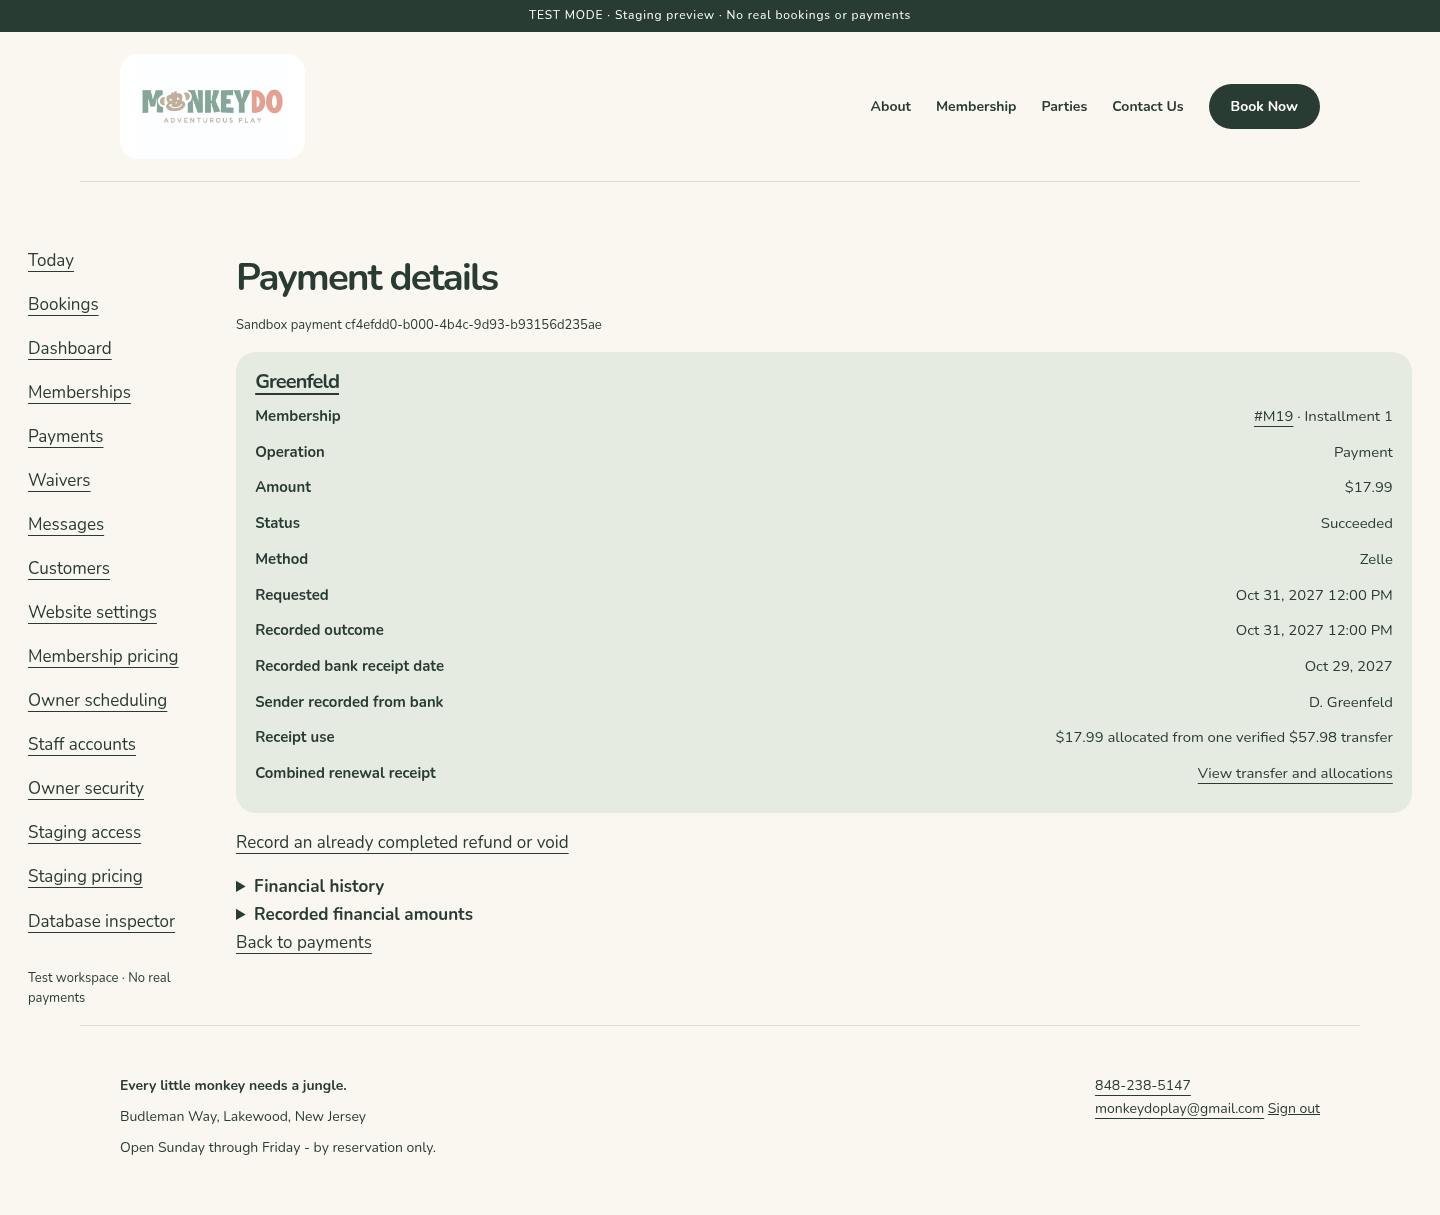 TEST MODE · Staging preview · No real bookings or payments
MONKEYDO
ADVENTUROUS PLAY
About
Membership
Parties
Contact Us
Book Now
Today
Bookings
Dashboard
Memberships
Payments
Waivers
Messages
Customers
Website settings
Membership pricing
Owner scheduling
Staff accounts
Owner security
Staging access
Staging pricing
Database inspector
Test workspace · No real
payments
Payment details
Sandbox payment cf4efdd0-b000-4b4c-9d93-b93156d235ae
Greenfeld
Membership #M19 · Installment 1
Operation Payment
Amount $17.99
Status Succeeded
Method Zelle
Requested Oct 31, 2027 12:00 PM
Recorded outcome Oct 31, 2027 12:00 PM
Recorded bank receipt date Oct 29, 2027
Sender recorded from bank D. Greenfeld
Receipt use $17.99 allocated from one verified $57.98 transfer
Combined renewal receipt View transfer and allocations
Record an already completed refund or void
Financial history
Recorded financial amounts
Back to payments
Every little monkey needs a jungle.
Budleman Way, Lakewood, New Jersey
Open Sunday through Friday - by reservation only.
848-238-5147
monkeydoplay@gmail.com Sign out